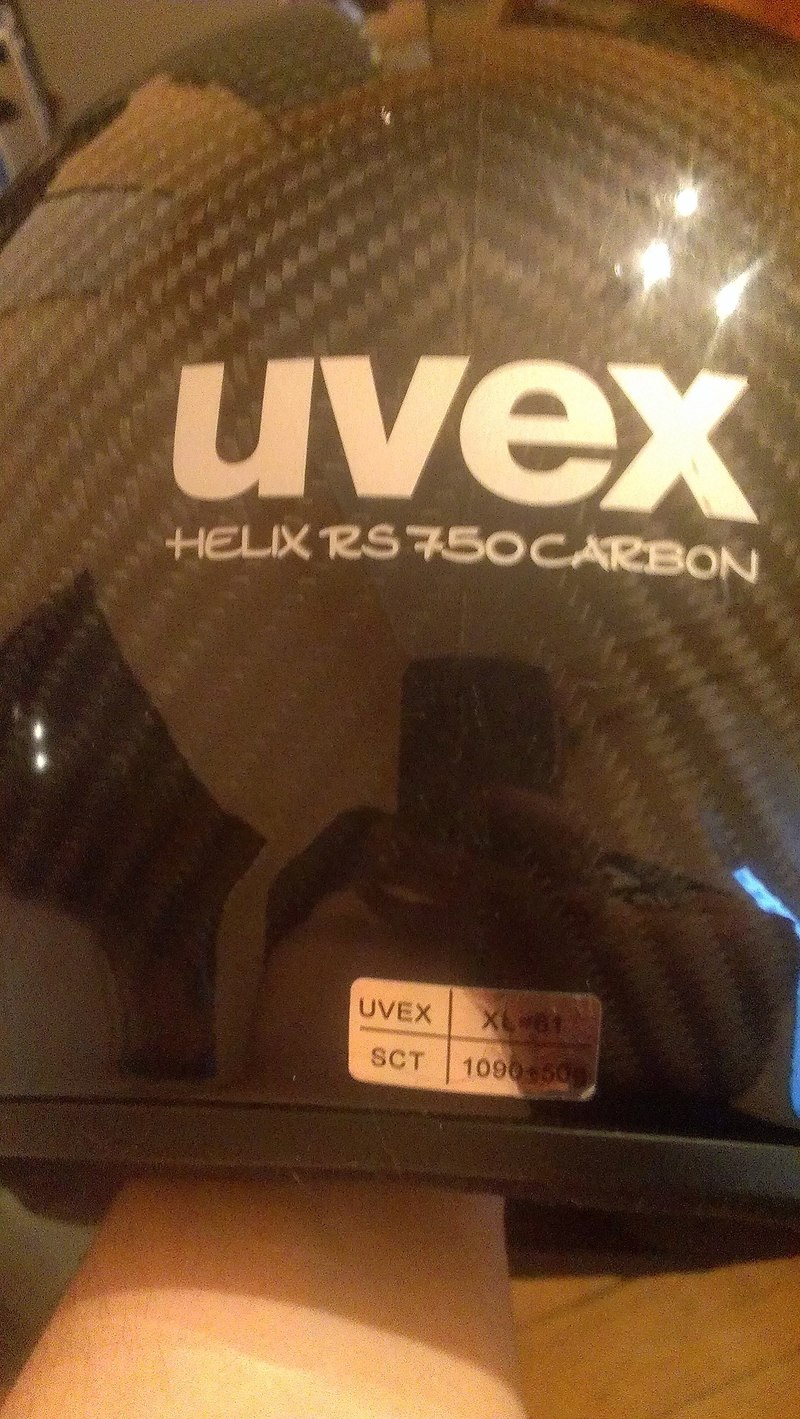 uvex
HELIX RS 750 CARBON
UVEX XL=61
SCT 1090±50g